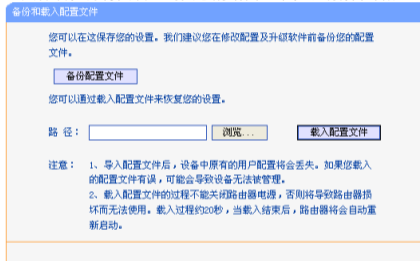 备份和载入配置文件
您可以在这保存您的设置。我们建议您在修改配置及升级软件前备份您的配置
文件。
备份配置文件
您可以通过载入配置文件来恢复您的设置。
路 径： 浏览... 载入配置文件
注意： 1、导入配置文件后，设备中原有的用户配置将会丢失。如果您载入
的配置文件有误，可能会导致设备无法被管理。
2、载入配置文件的过程不能关闭路由器电源，否则将导致路由器损
坏而无法使用。载入过程约20秒，当载入结束后，路由器将会自动重
新启动。